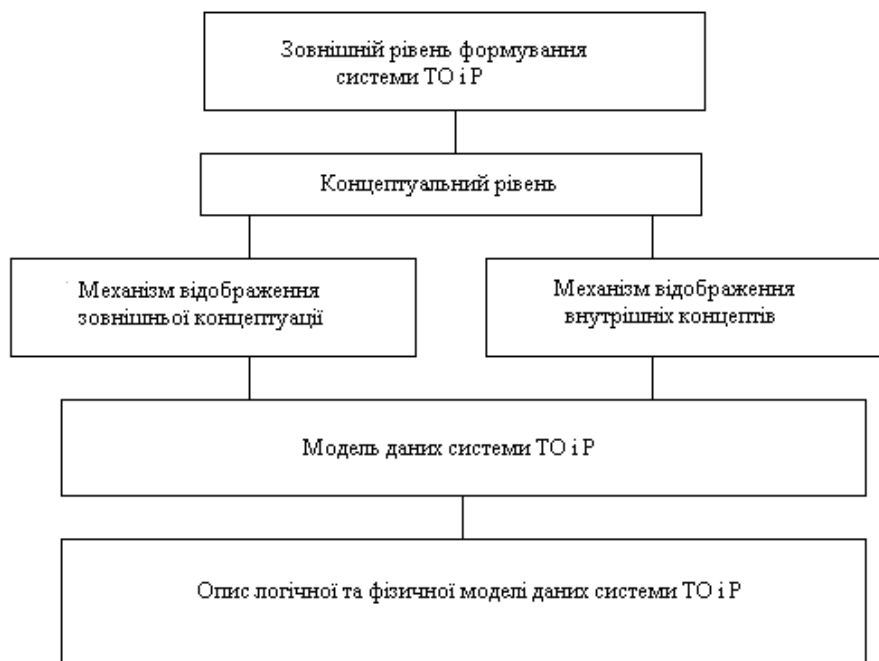 Зовнішній рівень формування
системи ТО і Р
Концептуальний рівень
Механізм відображення
зовнішньої концептуації
Механізм відображення
внутрішніх концептів
Модель даних системи ТО і Р
Опис логічної та фізичної моделі даних системи ТО і Р